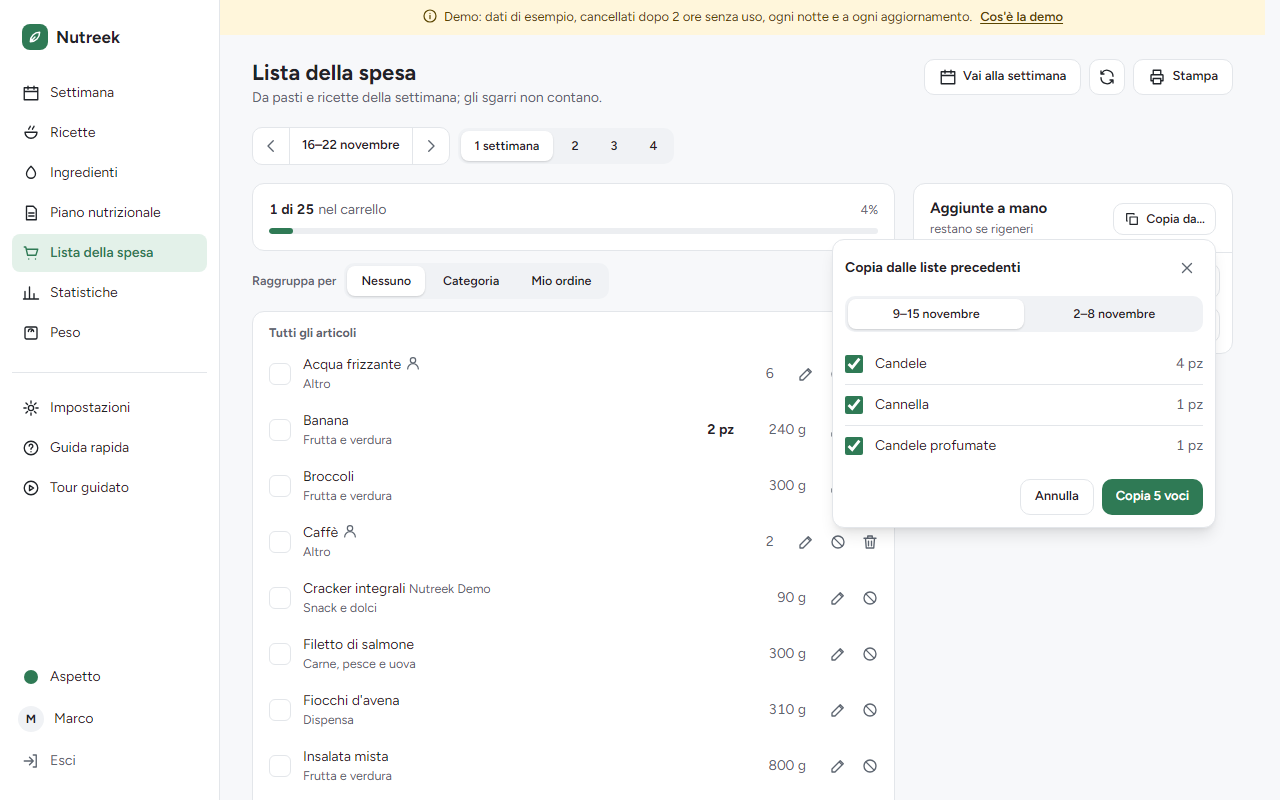 Demo: dati di esempio, cancellati dopo 2 ore senza uso, ogni notte e a ogni aggiornamento. Cos'è la demo
Nutreek
Settimana
Ricette
Ingredienti
Piano nutrizionale
Lista della spesa
Statistiche
Peso
Impostazioni
Guida rapida
Tour guidato
Aspetto
M Marco
Esci
Lista della spesa
Da pasti e ricette della settimana; gli sgarri non contano.
Vai alla settimana
Stampa
16–22 novembre
1 settimana 2 3 4
1 di 25 nel carrello 4%
Raggruppa per Nessuno Categoria Mio ordine
Tutti gli articoli
Acqua frizzante 6
Altro
Banana 2 pz 240 g
Frutta e verdura
Broccoli 300 g
Frutta e verdura
Caffè 2
Altro
Cracker integrali Nutreek Demo 90 g
Snack e dolci
Filetto di salmone 300 g
Carne, pesce e uova
Fiocchi d'avena 310 g
Dispensa
Insalata mista 800 g
Frutta e verdura
Aggiunte a mano
restano se rigeneri
Copia da...
Copia dalle liste precedenti
9–15 novembre 2–8 novembre
Candele 4 pz
Cannella 1 pz
Candele profumate 1 pz
Annulla Copia 5 voci